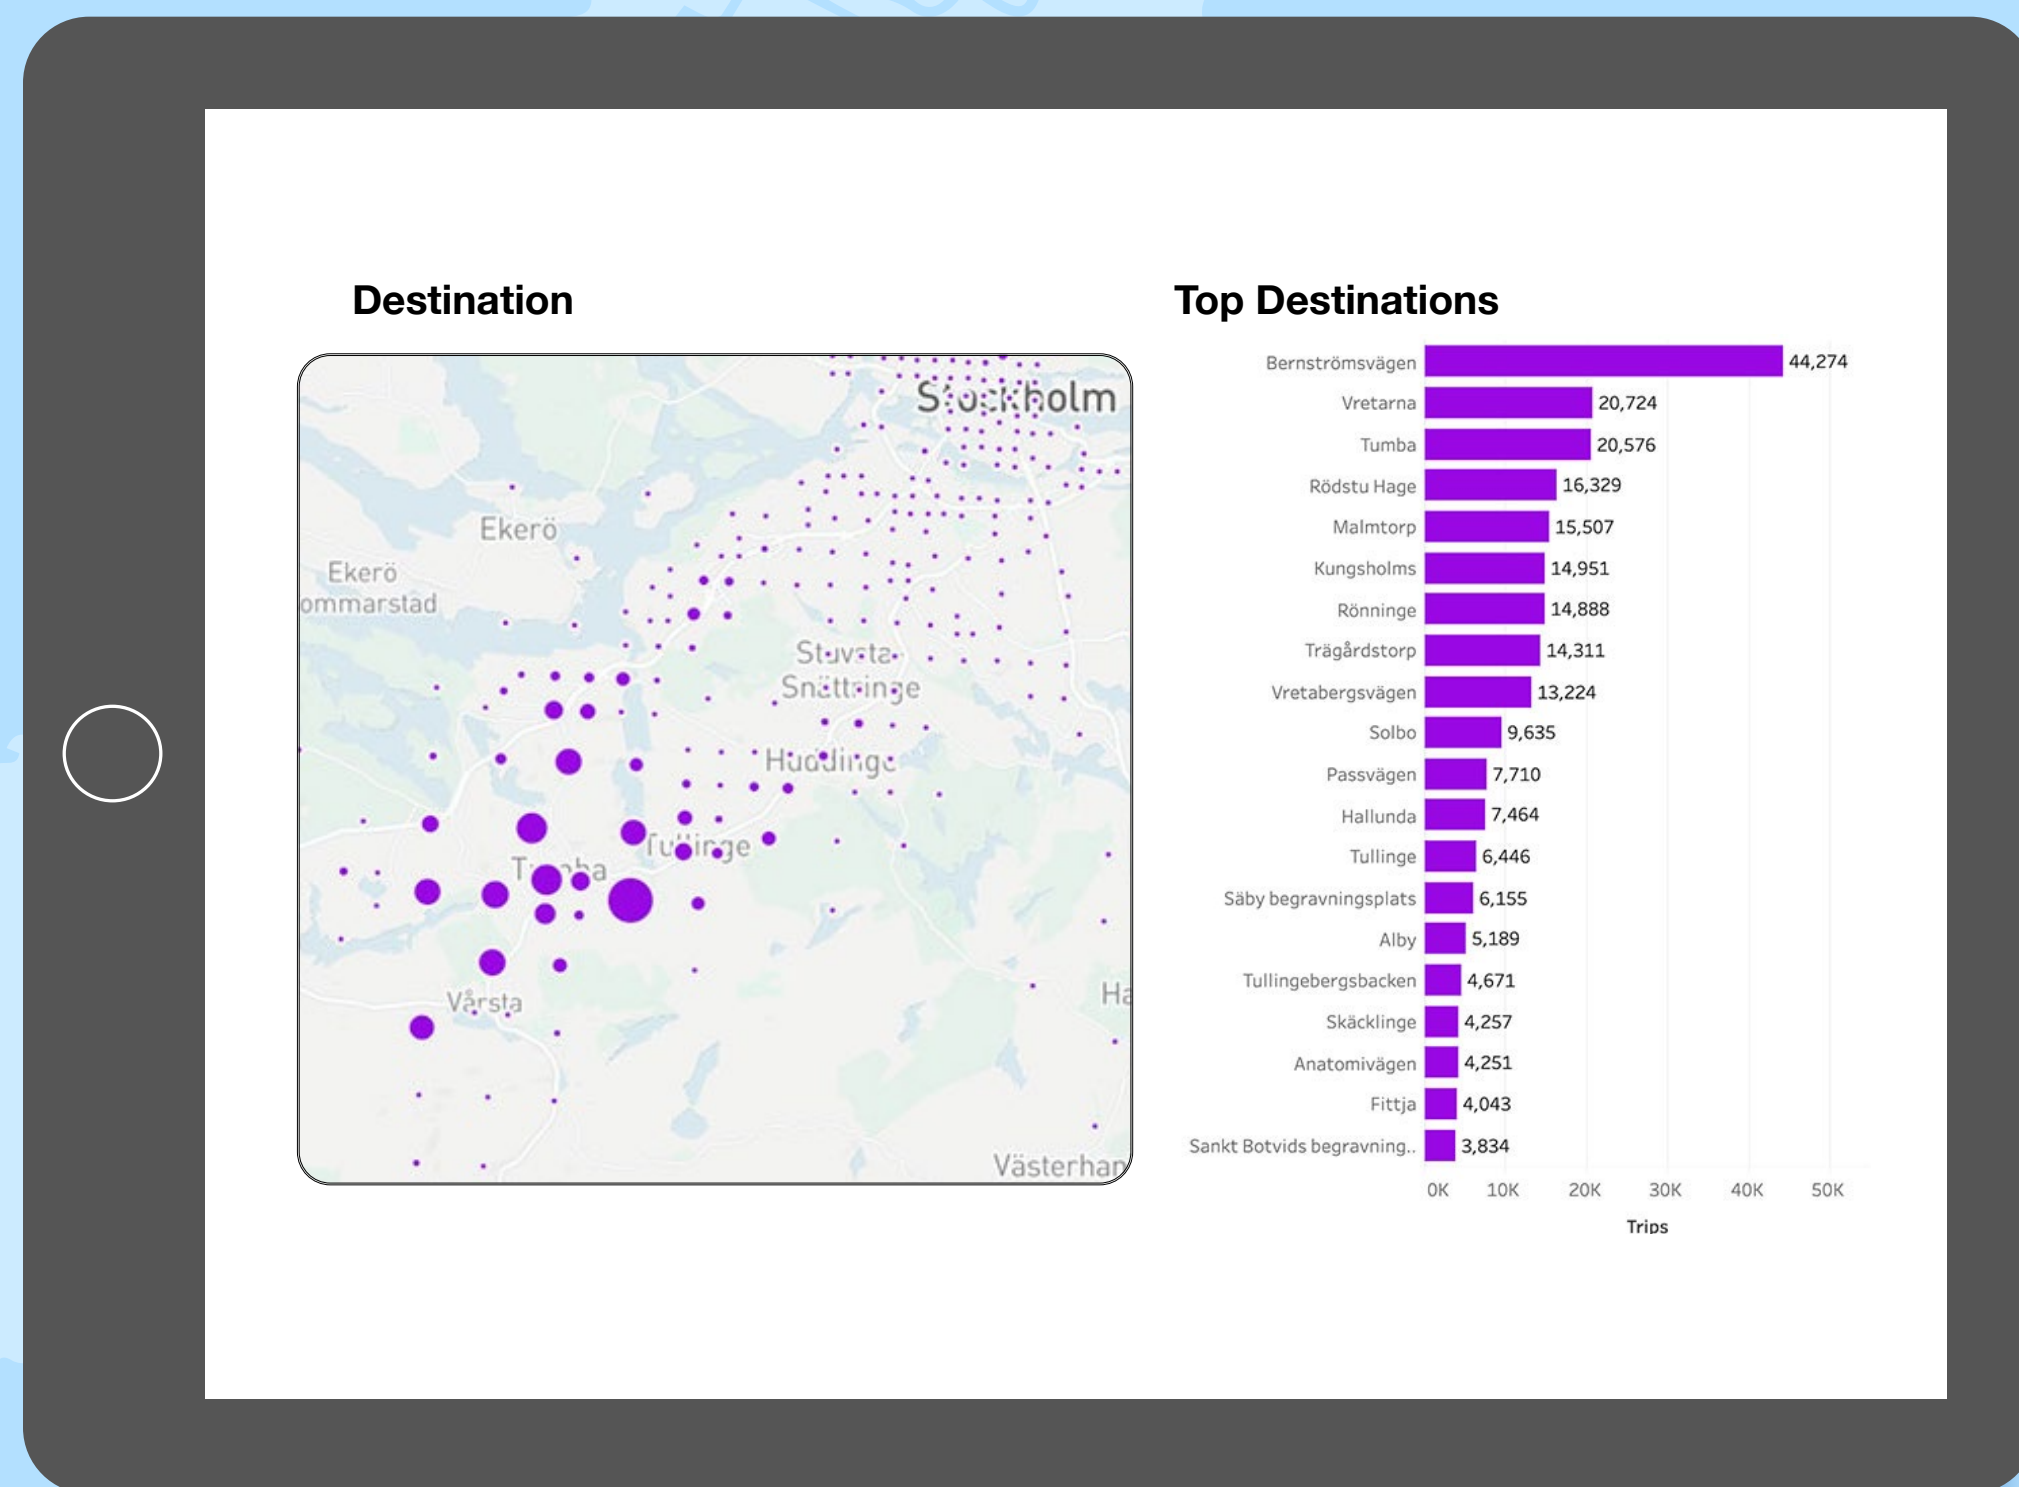 Destination
Stockholm
Ekerö
Ekerö
ommarstad
Stuvsta-
Snättringe
Huddinge
Tullinge
Tumba
Vårsta
Ha
Västerhan
Top Destinations
Bernströmsvägen 44,274
Vretarna 20,724
Tumba 20,576
Rödstu Hage 16,329
Malmtorp 15,507
Kungsholms 14,951
Rönninge 14,888
Trägårdstorp 14,311
Vretabergsvägen 13,224
Solbo 9,635
Passvägen 7,710
Hallunda 7,464
Tullinge 6,446
Säby begravningsplats 6,155
Alby 5,189
Tullingebergsbacken 4,671
Skäcklinge 4,257
Anatomivägen 4,251
Fittja 4,043
Sankt Botvids begravning.. 3,834
0K 10K 20K 30K 40K 50K
Trips